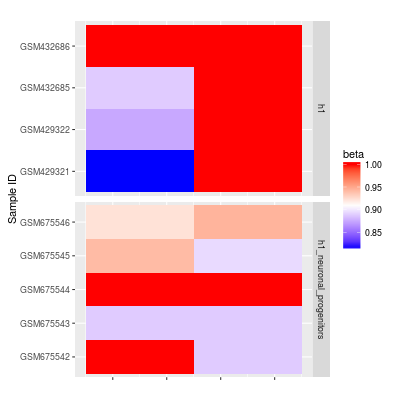 GSM432686
GSM432685
GSM429322
GSM429321
h1
GSM675546
GSM675545
GSM675544
GSM675543
GSM675542
h1_neuronal_progenitors
Sample ID
beta
1.00
0.95
0.90
0.85